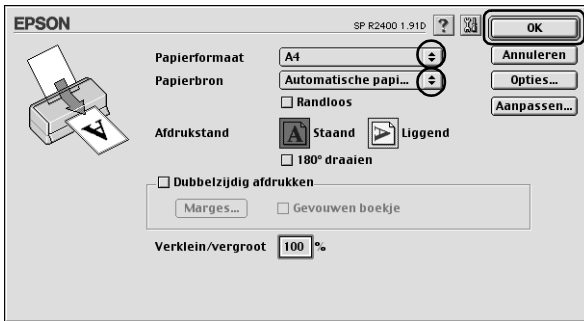 EPSON
SP R2400 1.91D
?
OK
Papierformaat
A4
Annuleren
Papierbron
Automatische papi...
Opties...
Randloos
Aanpassen...
Afdrukstand
A
Staand
A
Liggend
180° draaien
Dubbelzijdig afdrukken
Marges...
Gevouwen boekje
Verklein/vergroot
100
%
A